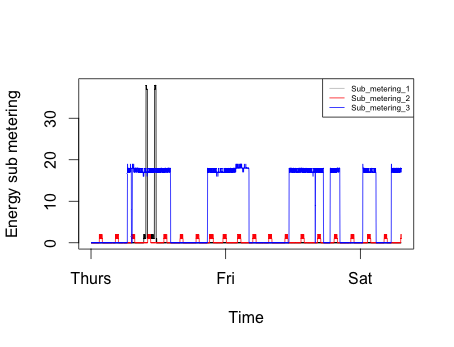 Sub_metering_1
Sub_metering_2
Sub_metering_3
Energy sub metering
30
20
10
0
Thurs Fri Sat
Time